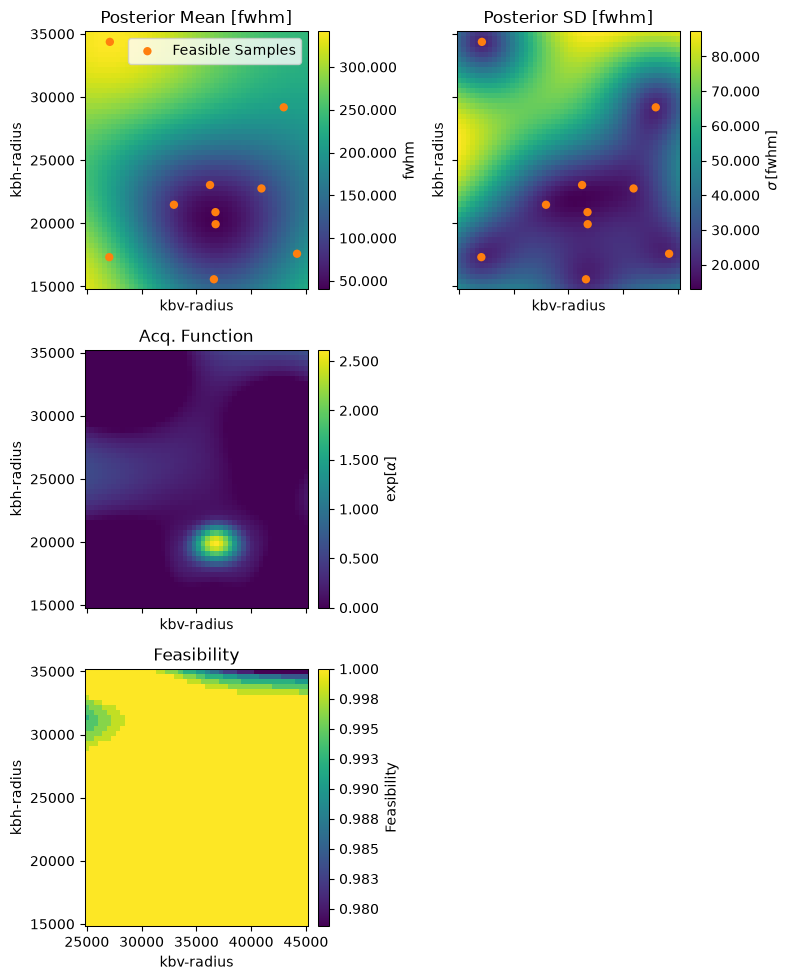 Posterior Mean [fwhm]
Feasible Samples
35000
30000
25000
20000
15000
kbh-radius
kbv-radius
300.000
250.000
200.000
150.000
100.000
50.000
fwhm
Posterior SD [fwhm]
kbh-radius
kbv-radius
80.000
70.000
60.000
50.000
40.000
30.000
20.000
σ [fwhm]
Acq. Function
35000
30000
25000
20000
15000
kbh-radius
kbv-radius
2.500
2.000
1.500
1.000
0.500
0.000
exp[α]
Feasibility
35000
30000
25000
20000
15000
kbh-radius
25000 30000 35000 40000 45000
kbv-radius
1.000
0.998
0.995
0.993
0.990
0.988
0.985
0.983
0.980
Feasibility